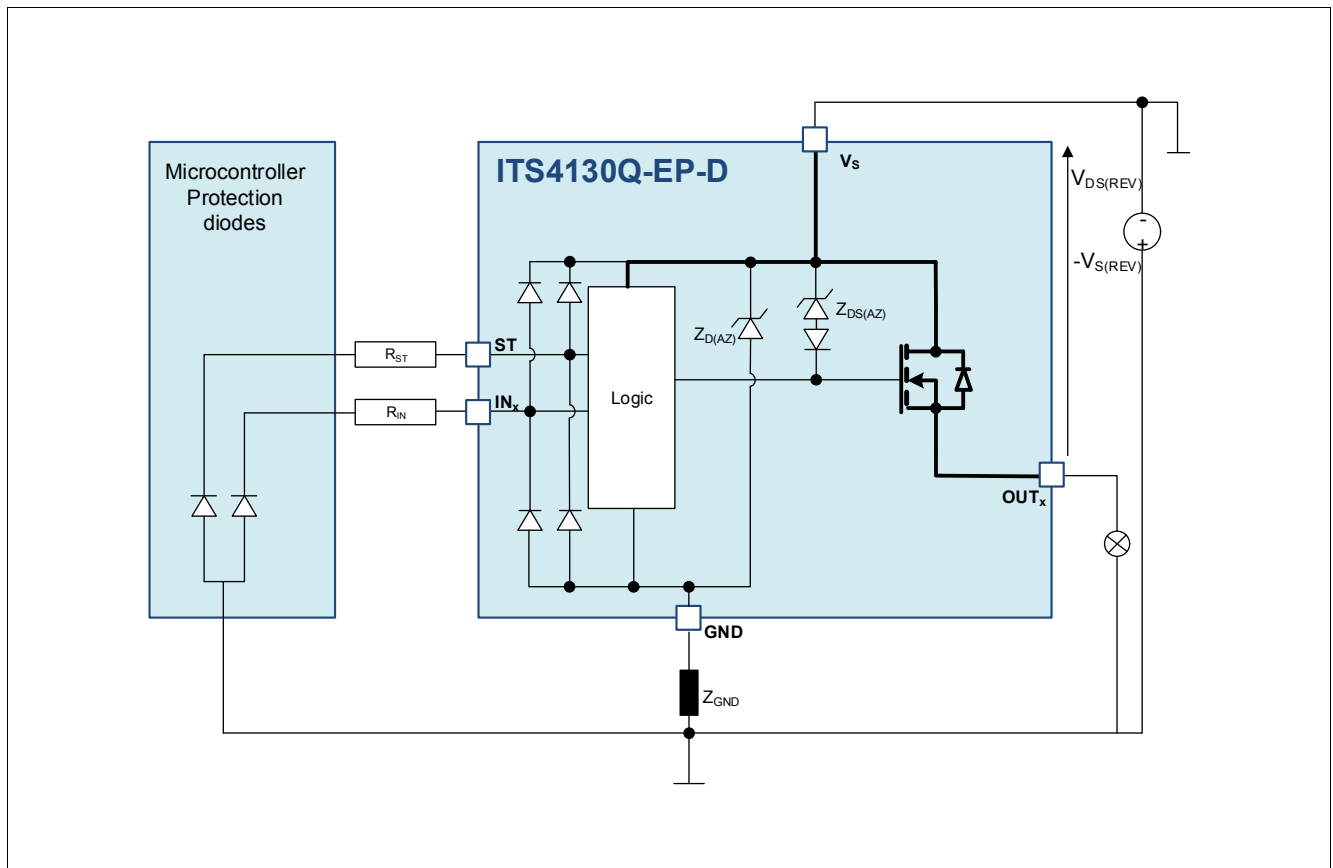 Microcontroller
Protection
diodes
ITS4130Q-EP-D
VS
VDS(REV)
-
+
-VS(REV)
ZD(AZ)
ZDS(AZ)
RST
ST
RIN
INx
Logic
OUTx
GND
ZGND